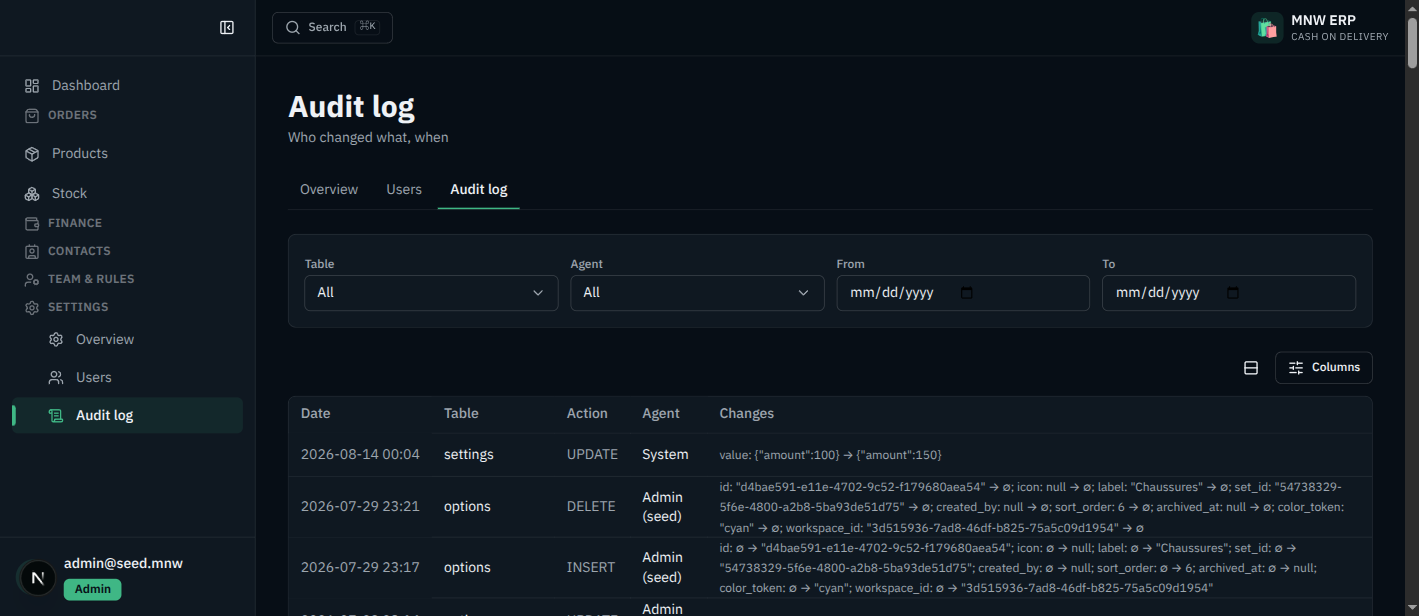 Search ⌘K
MNW ERP
CASH ON DELIVERY
Dashboard
ORDERS
Products
Stock
FINANCE
CONTACTS
TEAM & RULES
SETTINGS
Overview
Users
Audit log
N
admin@seed.mnw
Admin
Audit log
Who changed what, when
Overview Users Audit log
Table Agent From To
All All mm/dd/yyyy mm/dd/yyyy
Columns
Date Table Action Agent Changes
2026-08-14 00:04 settings UPDATE System value: {"amount":100} → {"amount":150}
2026-07-29 23:21 options DELETE Admin (seed) id: "d4bae591-e11e-4702-9c52-f179680aea54" → ∅; icon: null → ∅; label: "Chaussures" → ∅; set_id: "54738329-
5f6e-4800-a2b8-5ba93de51d75" → ∅; created_by: null → ∅; sort_order: 6 → ∅; archived_at: null → ∅; color_token:
"cyan" → ∅; workspace_id: "3d515936-7ad8-46df-b825-75a5c09d1954" → ∅
2026-07-29 23:17 options INSERT Admin (seed) id: ∅ → "d4bae591-e11e-4702-9c52-f179680aea54"; icon: ∅ → null; label: ∅ → "Chaussures"; set_id: ∅ →
"54738329-5f6e-4800-a2b8-5ba93de51d75"; created_by: ∅ → null; sort_order: ∅ → 6; archived_at: ∅ → null;
color_token: ∅ → "cyan"; workspace_id: ∅ → "3d515936-7ad8-46df-b825-75a5c09d1954"
Admin